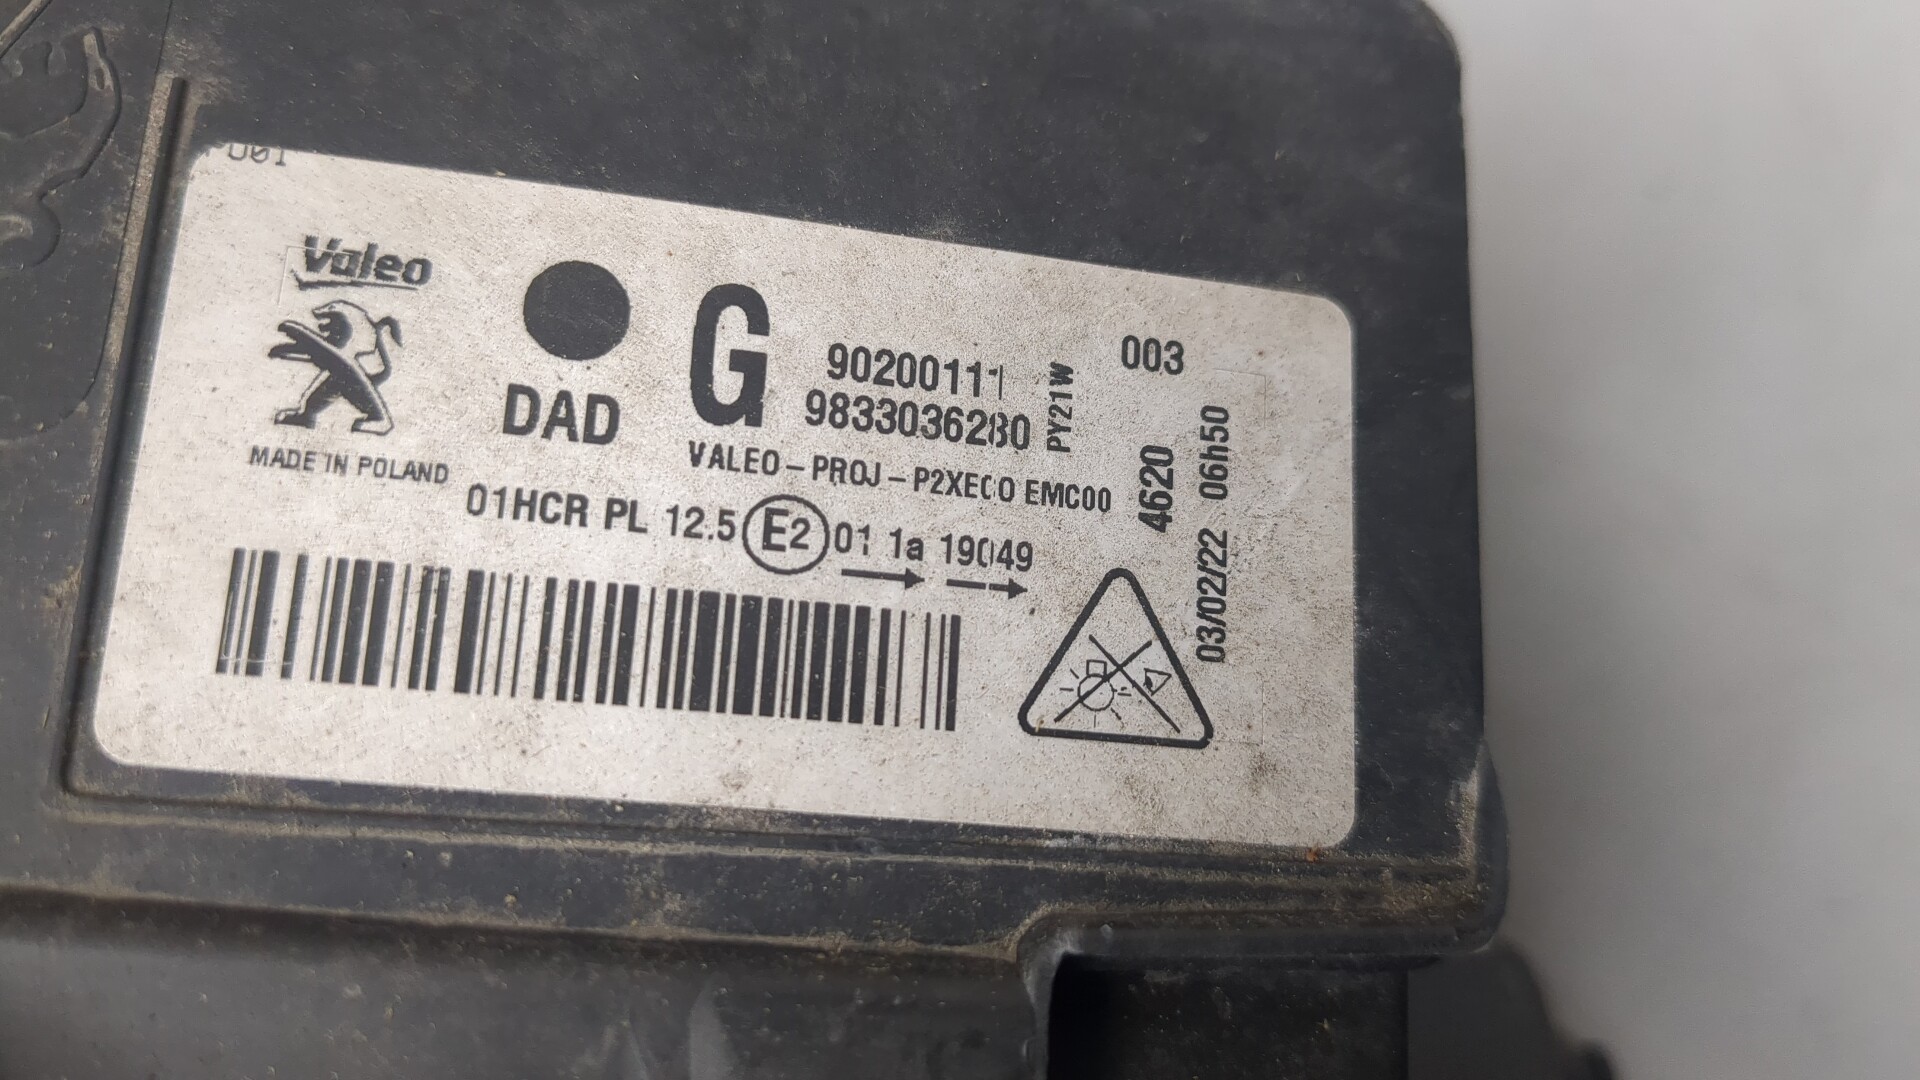 Valeo
DAD
G
90200111
9833036280
PY21W
003
MADE IN POLAND
VALEO-PROJ-P2XECO EMC00
01HCR PL 12.5 E2 01 1a 19049
4620
03/02/22 06h50